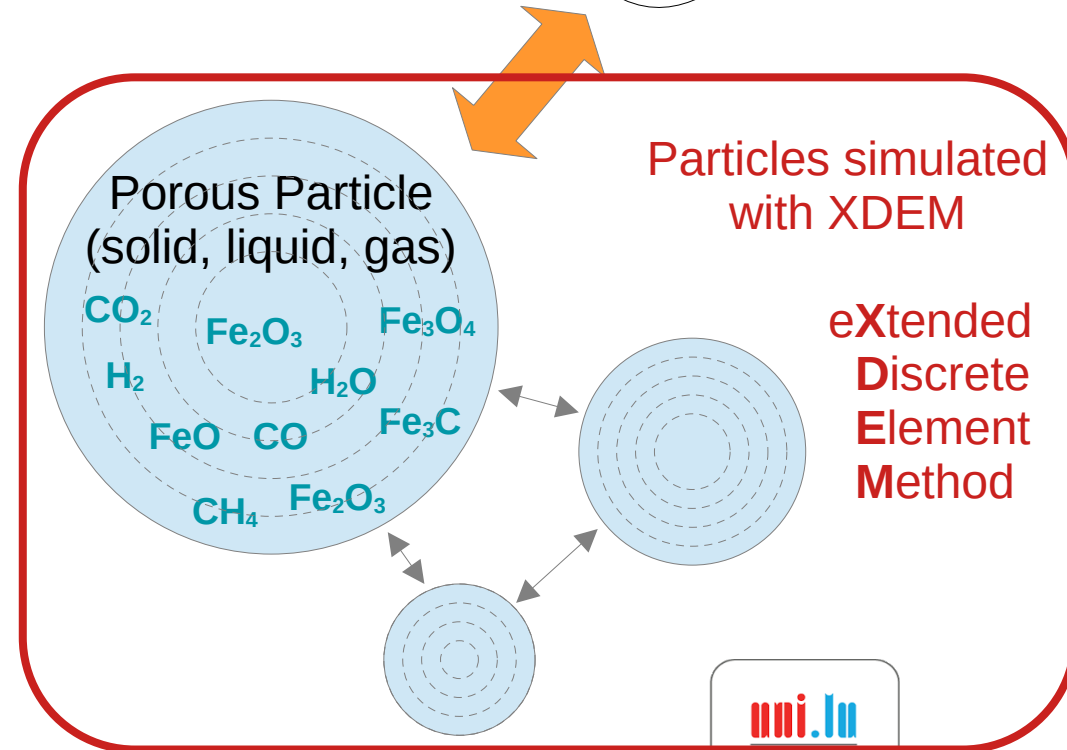 Porous Particle
(solid, liquid, gas)
CO₂
Fe₂O₃
Fe₃O₄
H₂
H₂O
FeO
CO
Fe₃C
CH₄
Fe₂O₃
Particles simulated
with XDEM
eXtended
Discrete
Element
Method
uni.lu